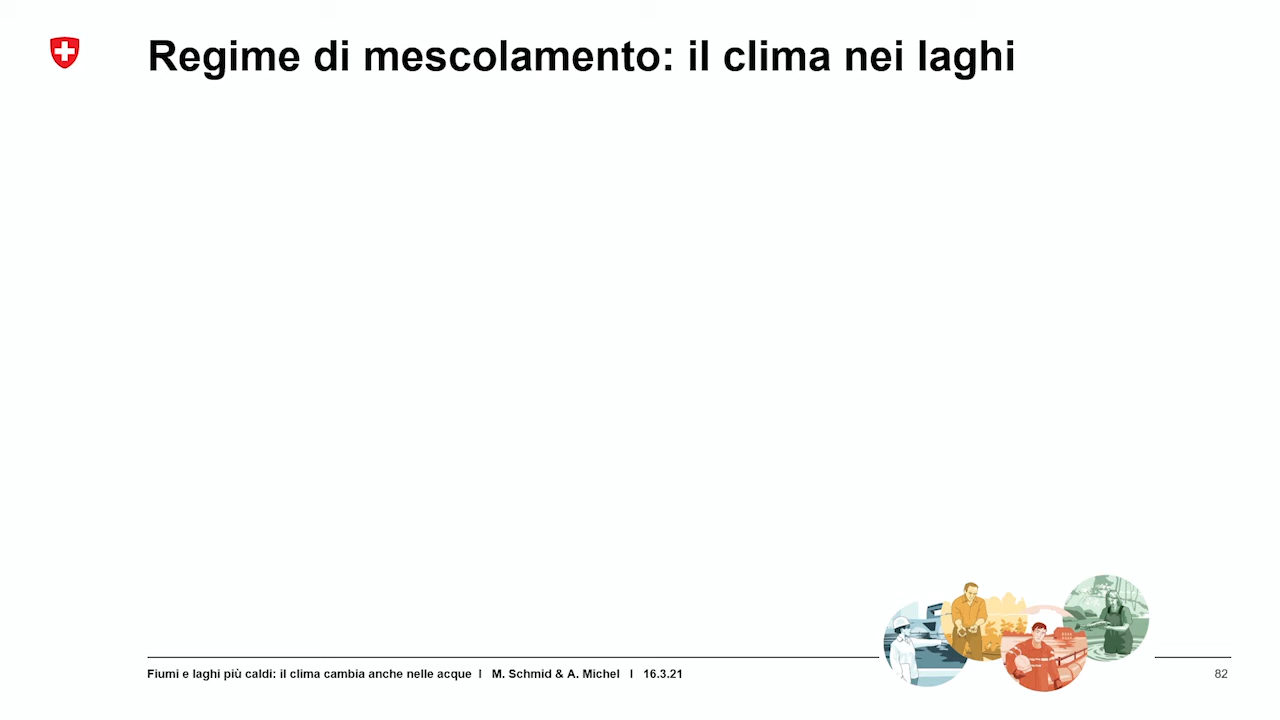 Regime di mescolamento: il clima nei laghi
Fiumi e laghi più caldi: il clima cambia anche nelle acque I M. Schmid & A. Michel I 16.3.21
82